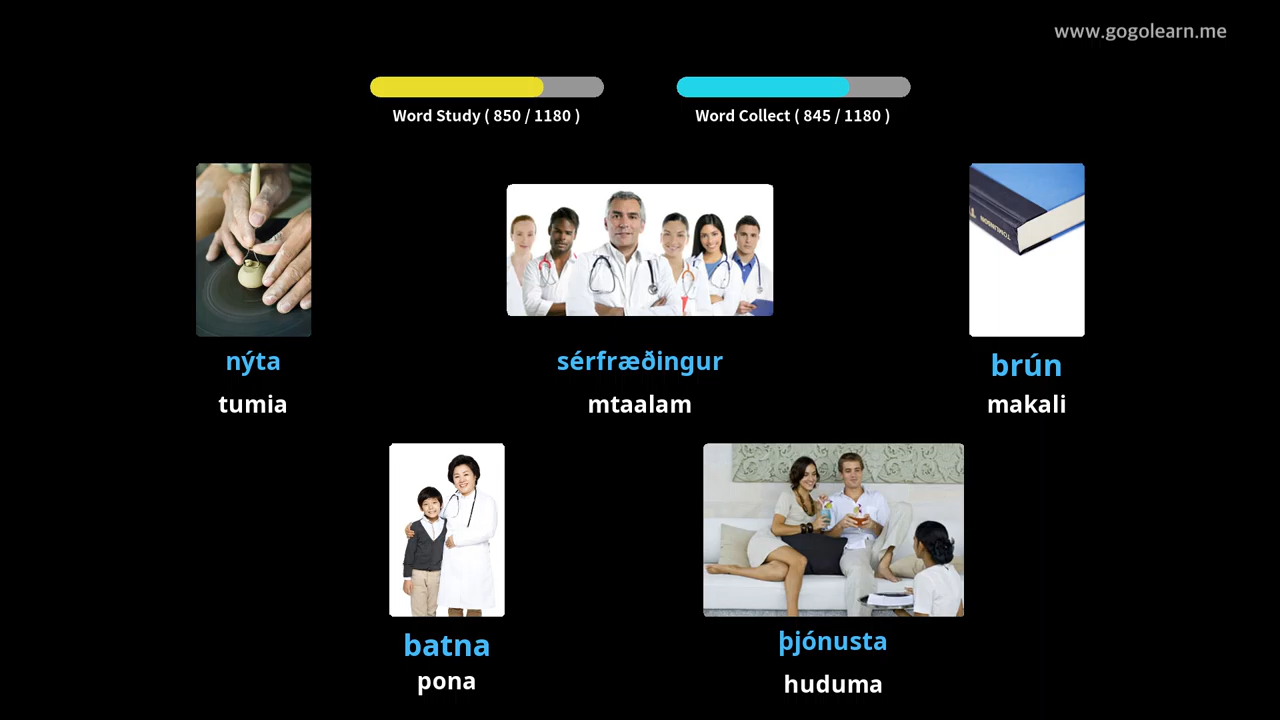 www.gogolearn.me
Word Study ( 850 / 1180 )
Word Collect ( 845 / 1180 )
nýta
tumia
sérfræðingur
mtaalam
brún
makali
batna
pona
þjónusta
huduma